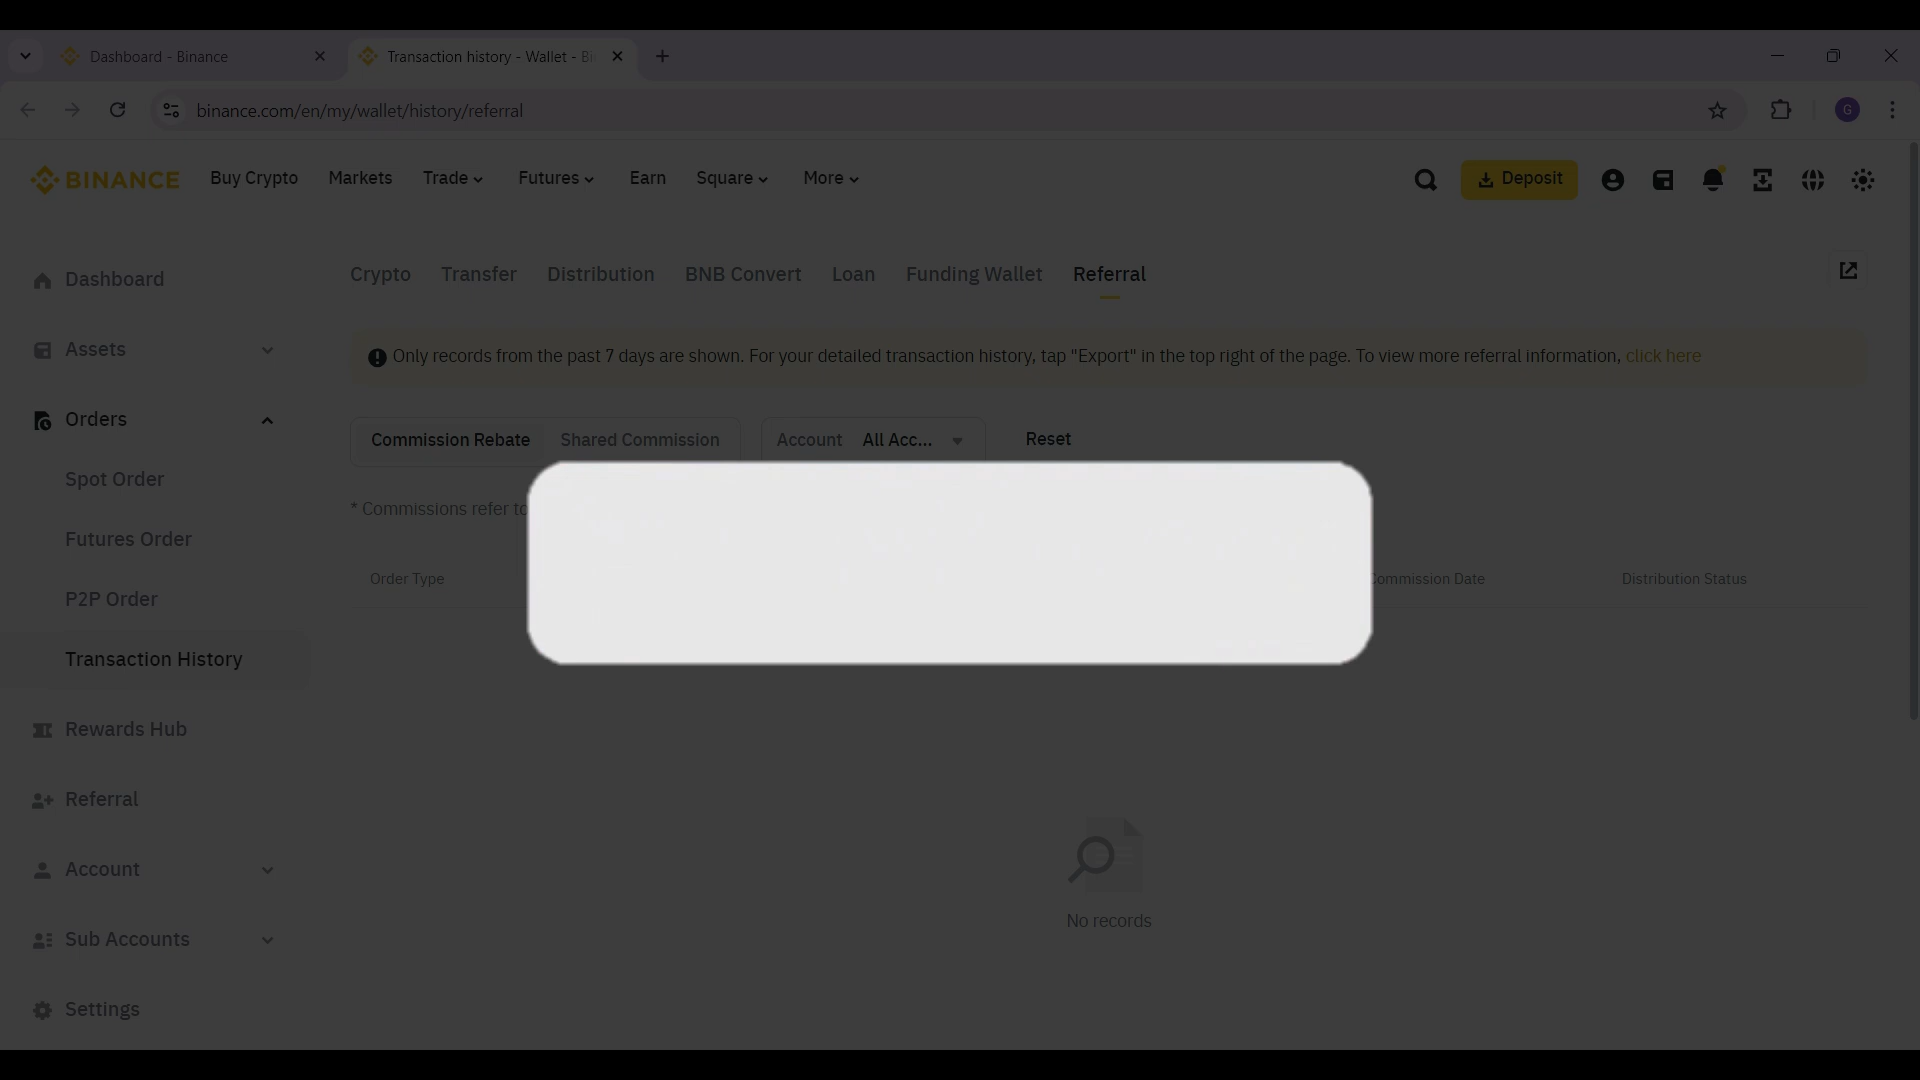 Dashboard - Binance
Transaction history - Wallet - Bi
binance.com/en/my/wallet/history/referral
G
BINANCE
Buy Crypto
Markets
Trade
Futures
Earn
Square
More
Deposit
Dashboard
Assets
Orders
Spot Order
Futures Order
P2P Order
Transaction History
Rewards Hub
Referral
Account
Sub Accounts
Settings
Crypto
Transfer
Distribution
BNB Convert
Loan
Funding Wallet
Referral
Only records from the past 7 days are shown. For your detailed transaction history, tap "Export" in the top right of the page. To view more referral information, click here
Commission Rebate
Shared Commission
Account
All Acc...
Reset
* Commissions refer to
Order Type
Commission Date
Distribution Status
No records